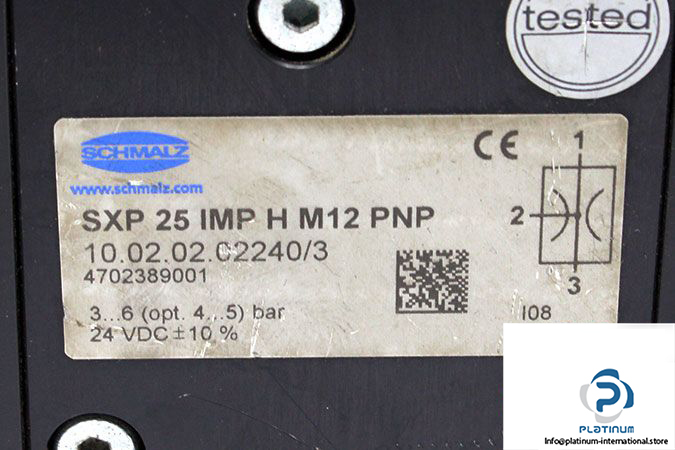 tested
SCHMALZ
www.schmalz.com
CE
SXP 25 IMP H M12 PNP
10.02.02.02240/3
4702389001
3...6 (opt. 4...5) bar
24 VDC ±10 %
1
2
3
I08
PLATINUM
Info@platinum-international.store